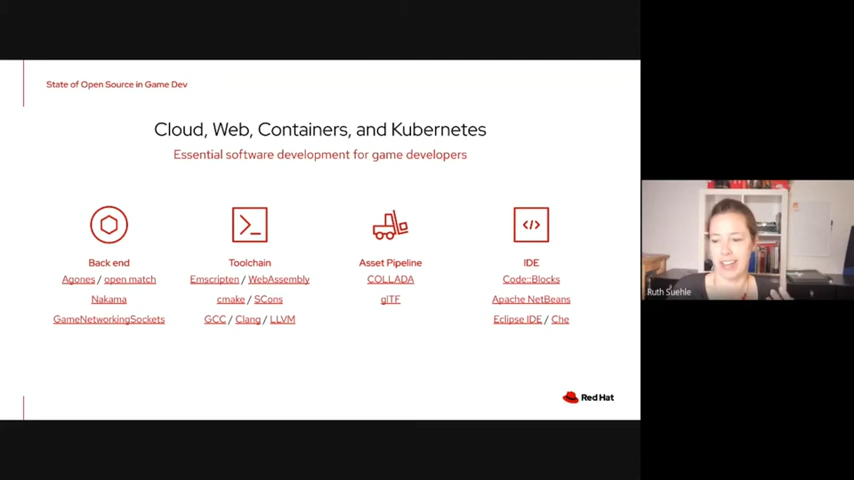 State of Open Source in Game Dev
Cloud, Web, Containers, and Kubernetes
Essential software development for game developers
Back end
Agones / open match
Nakama
GameNetworkingSockets
Toolchain
Emscripten / WebAssembly
cmake / SCons
GCC / Clang / LLVM
Asset Pipeline
COLLADA
glTF
IDE
Code::Blocks
Apache NetBeans
Eclipse IDE / Che
Red Hat
Ruth Suehle